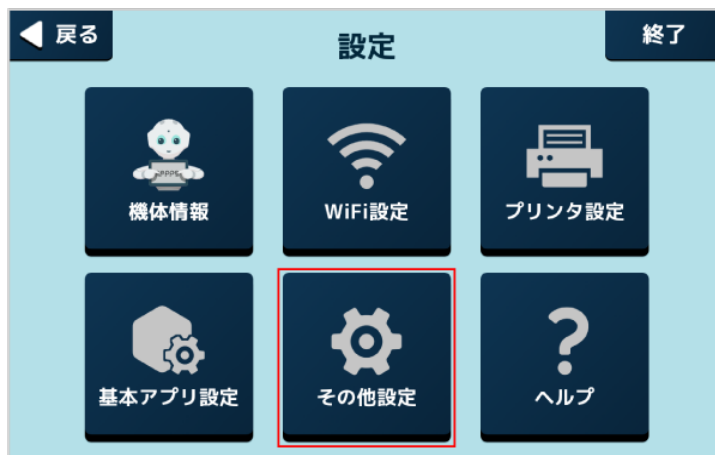 戻る
設定
終了
機体情報
WiFi設定
プリンタ設定
基本アプリ設定
その他設定
ヘルプ